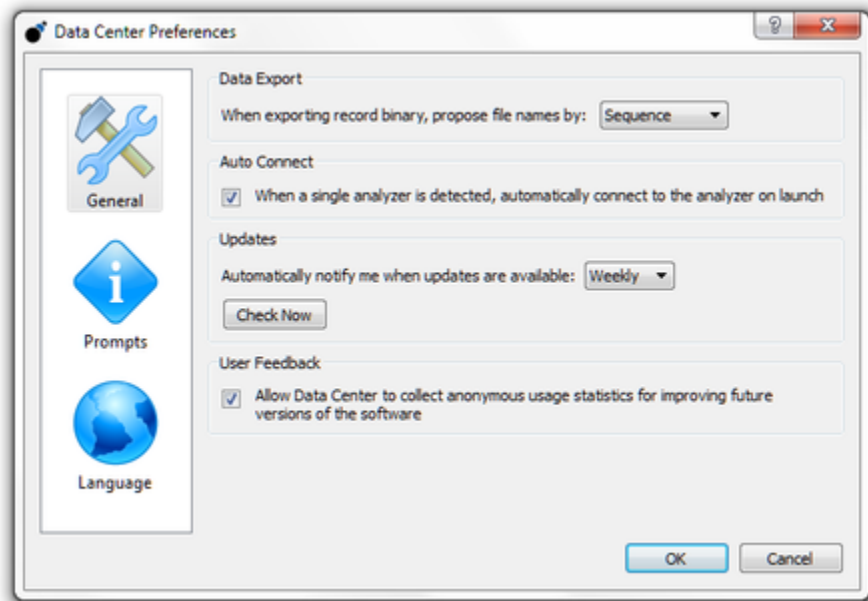 Data Center Preferences
General
Prompts
Language
Data Export
When exporting record binary, propose file names by: Sequence
Auto Connect
When a single analyzer is detected, automatically connect to the analyzer on launch
Updates
Automatically notify me when updates are available: Weekly
Check Now
User Feedback
Allow Data Center to collect anonymous usage statistics for improving future
versions of the software
OK Cancel